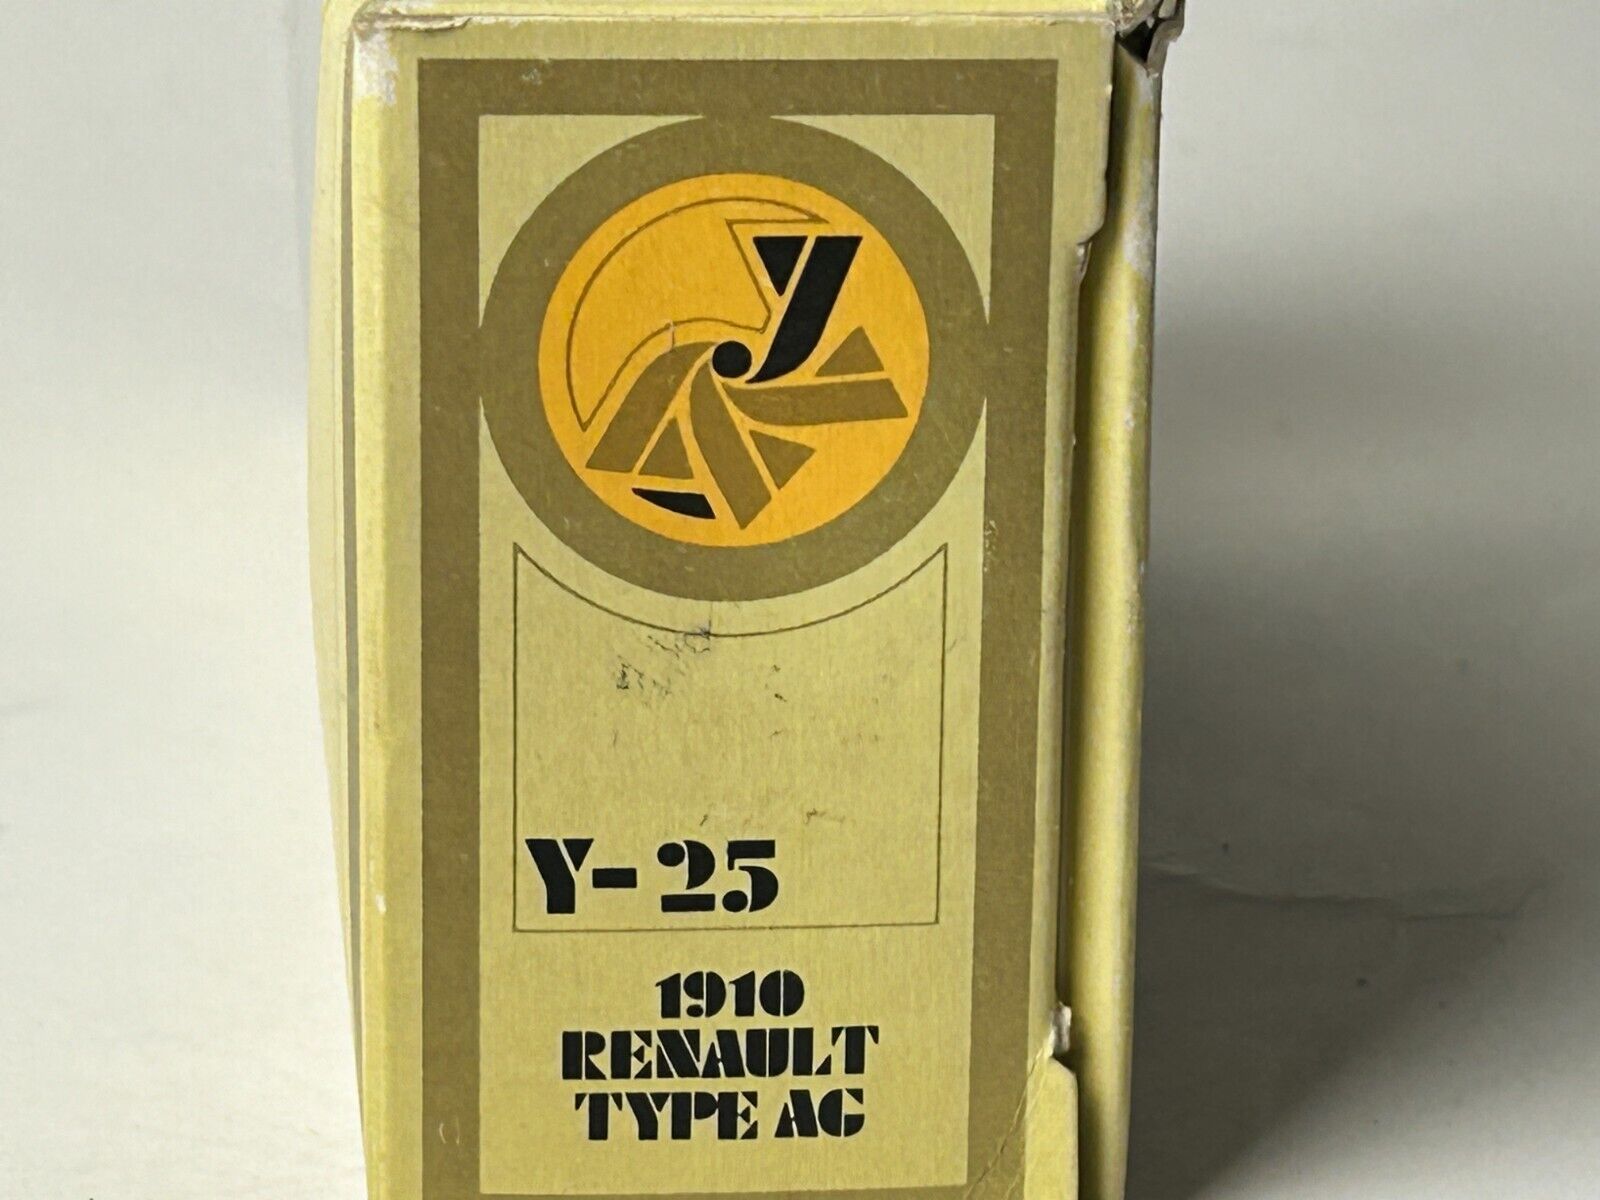 y
Y-25
1910
RENAULT
TYPE AG